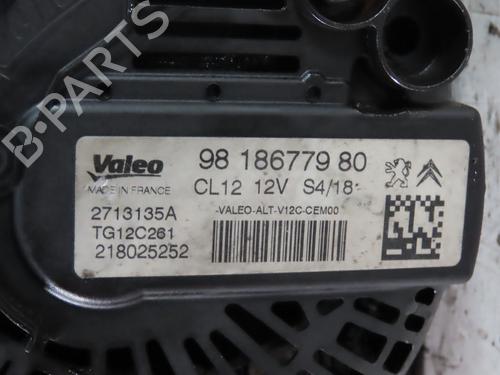 B-PARTS
Valeo
MADE IN FRANCE
98 186779 80
CL12 12V S4/18
2713135A
TG12C261
218025252
-VALEO-ALT-V12C-CEM00